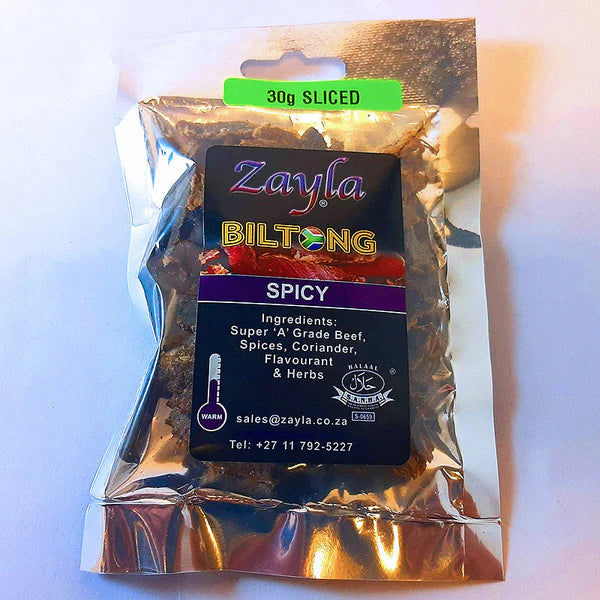 30g SLICED
Zayla®
BILTONG
SPICY
Ingredients:
Super 'A' Grade Beef,
Spices, Coriander,
Flavourant
& Herbs
HALAAL ®
حلال
S-0659
WARM
sales@zayla.co.za
Tel: +27 11 792-5227